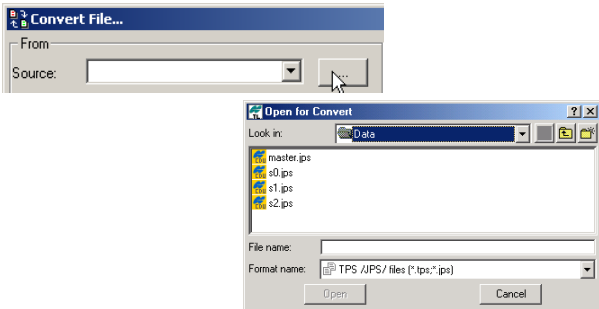 Convert File...
From
Source:
...
Open for Convert
Look in:
Data
master.jps
s0.jps
s1.jps
s2.jps
File name:
Format name:
TPS /JPS/ files (*.tps;*.jps)
Open
Cancel